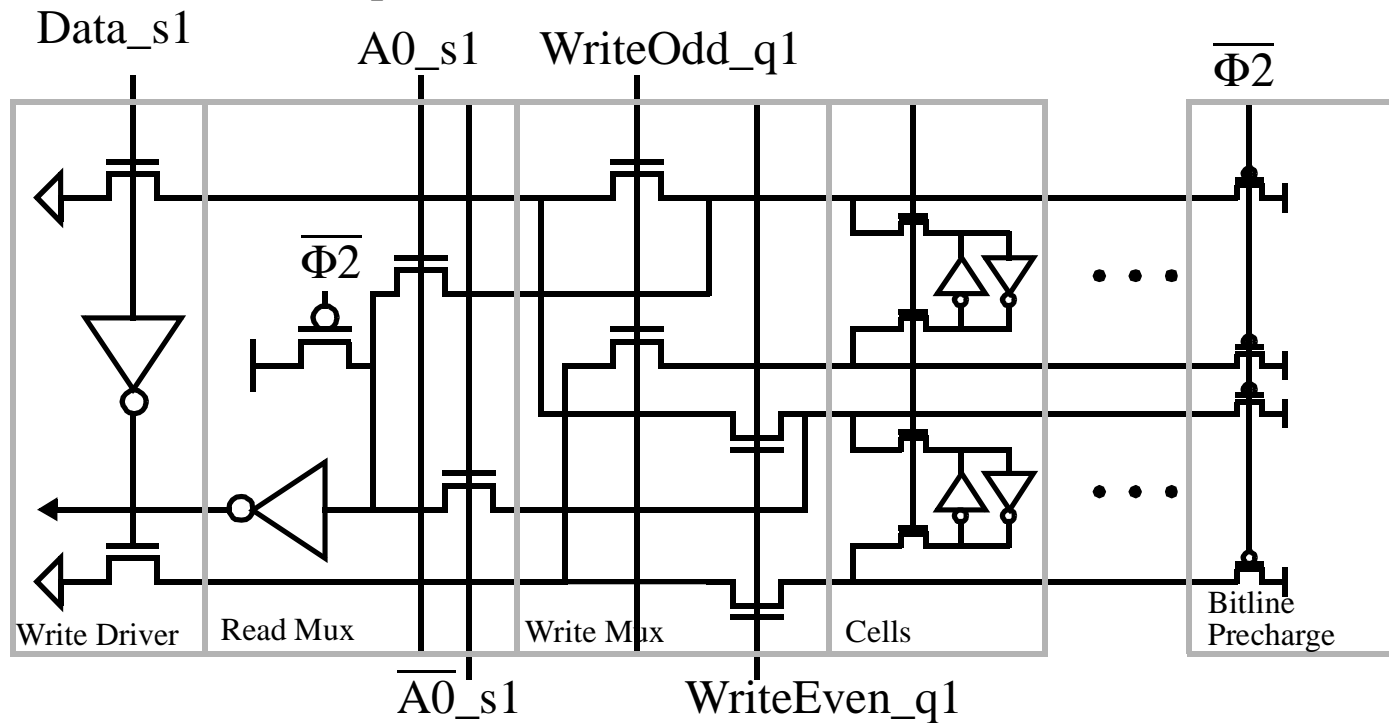 Data_s1
A0_s1
WriteOdd_q1
Φ2
Φ2
Write Driver
Read Mux
Write Mux
Cells
Bitline
Precharge
A0_s1
WriteEven_q1